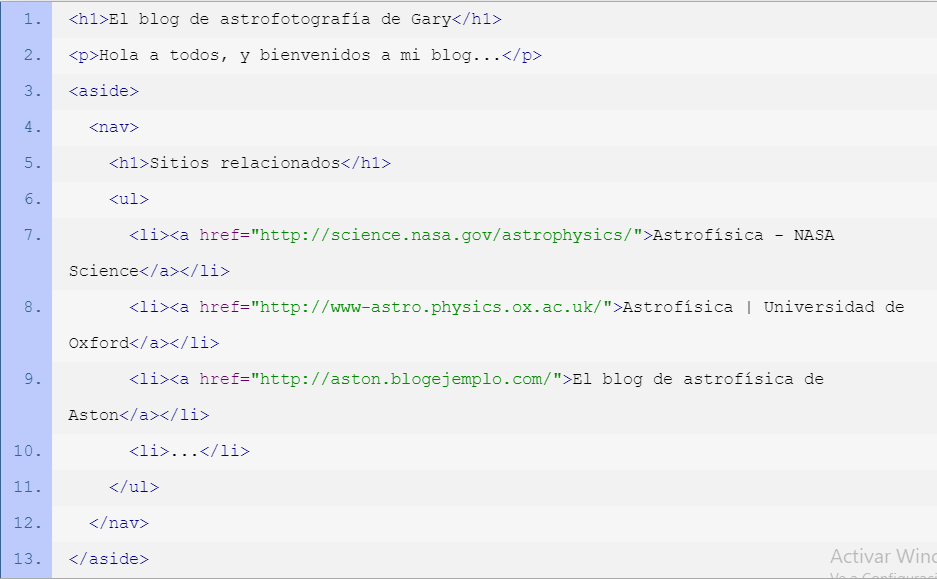 1. <h1>El blog de astrofotografía de Gary</h1>
2. <p>Hola a todos, y bienvenidos a mi blog...</p>
3. <aside>
4. <nav>
5. <h1>Sitios relacionados</h1>
6. <ul>
7. <li><a href="http://science.nasa.gov/astrophysics/">Astrofísica - NASA
Science</a></li>
8. <li><a href="http://www-astro.physics.ox.ac.uk/">Astrofísica | Universidad de
Oxford</a></li>
9. <li><a href="http://aston.blogejemplo.com/">El blog de astrofísica de
Aston</a></li>
10. <li>...</li>
11. </ul>
12. </nav>
13. </aside>
Activar Wind